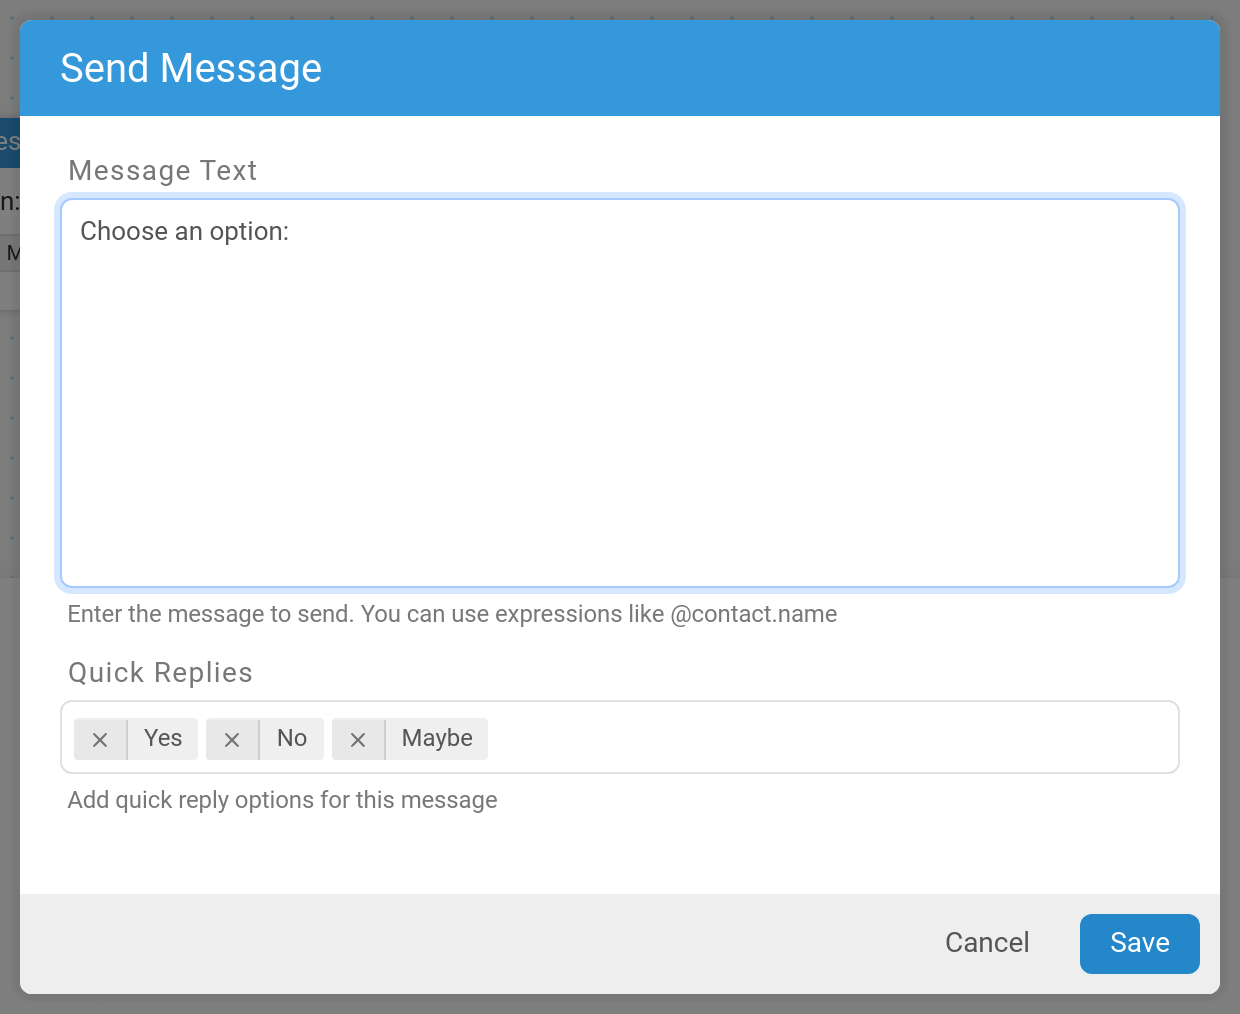 Send Message
Message Text
Choose an option:
Enter the message to send. You can use expressions like @contact.name
Quick Replies
Yes No Maybe
Add quick reply options for this message
Cancel Save